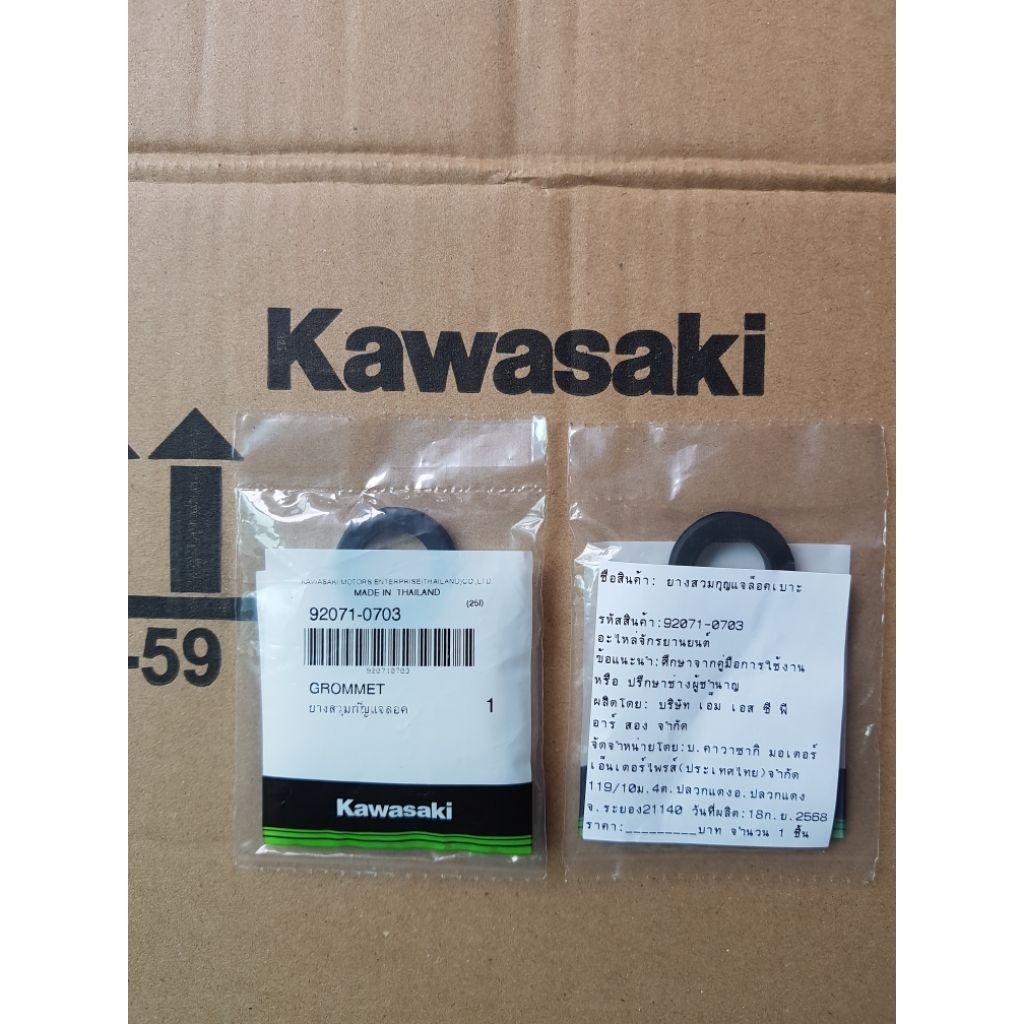 Kawasaki
-59
KAWASAKI MOTORS ENTERPRISE(THAILAND)CO.,LTD.
MADE IN THAILAND
(25I)
92071-0703
920710703
GROMMET
ยางสวมกุญแจลอค
1
Kawasaki
ชื่อสินค้า: ยางสวมกุญแจล็อคเบาะ
รหัสสินค้า:92071-0703
อะไหล่จักรยานยนต์
ข้อแนะนำ:ศึกษาจากคู่มือการใช้งาน
หรือ ปรึกษาช่างผู้ชำนาญ
ผลิตโดย: บริษัท เอ็ม เอส ซี พี
อาร์ สอง จำกัด
จัดจำหน่ายโดย:บ.คาวาซากิ มอเตอร์
เอ็นเตอร์ไพรส์(ประเทศไทย)จำกัด
119/10ม.4ต.ปลวกแดงอ.ปลวกแดง
จ.ระยอง21140 วันที่ผลิต:18ก.ย.2568
ราคา:_________บาท จำนวน 1 ชิ้น